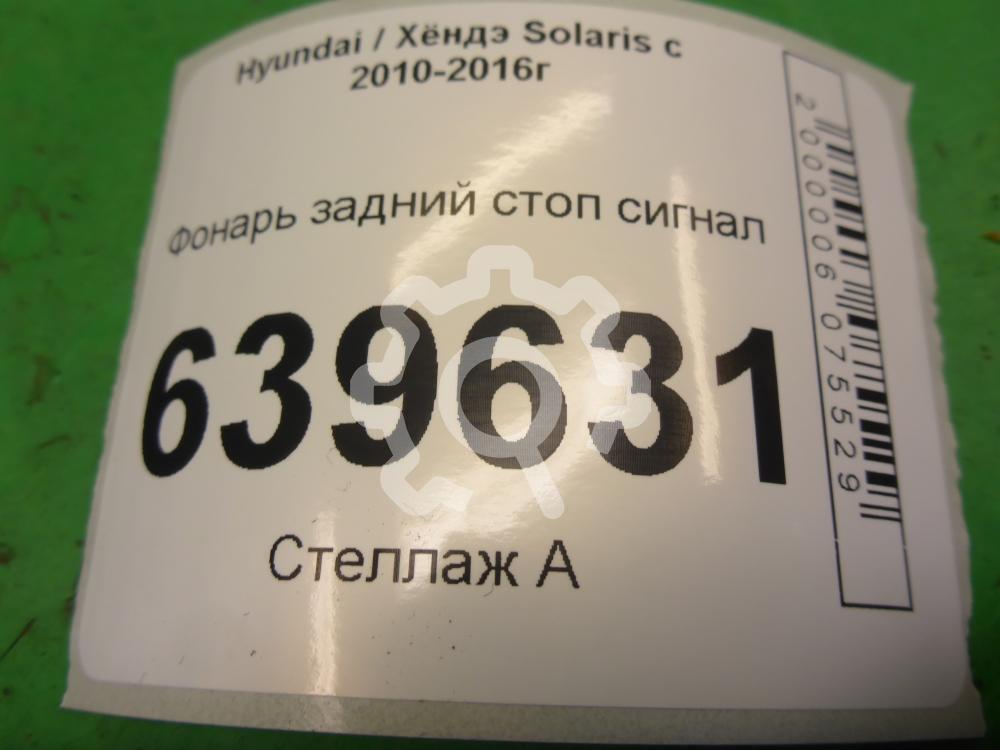 Hyundai / Хёндэ Solaris с
2010-2016г
Фонарь задний стоп сигнал
639631
Стеллаж А
2000006075529